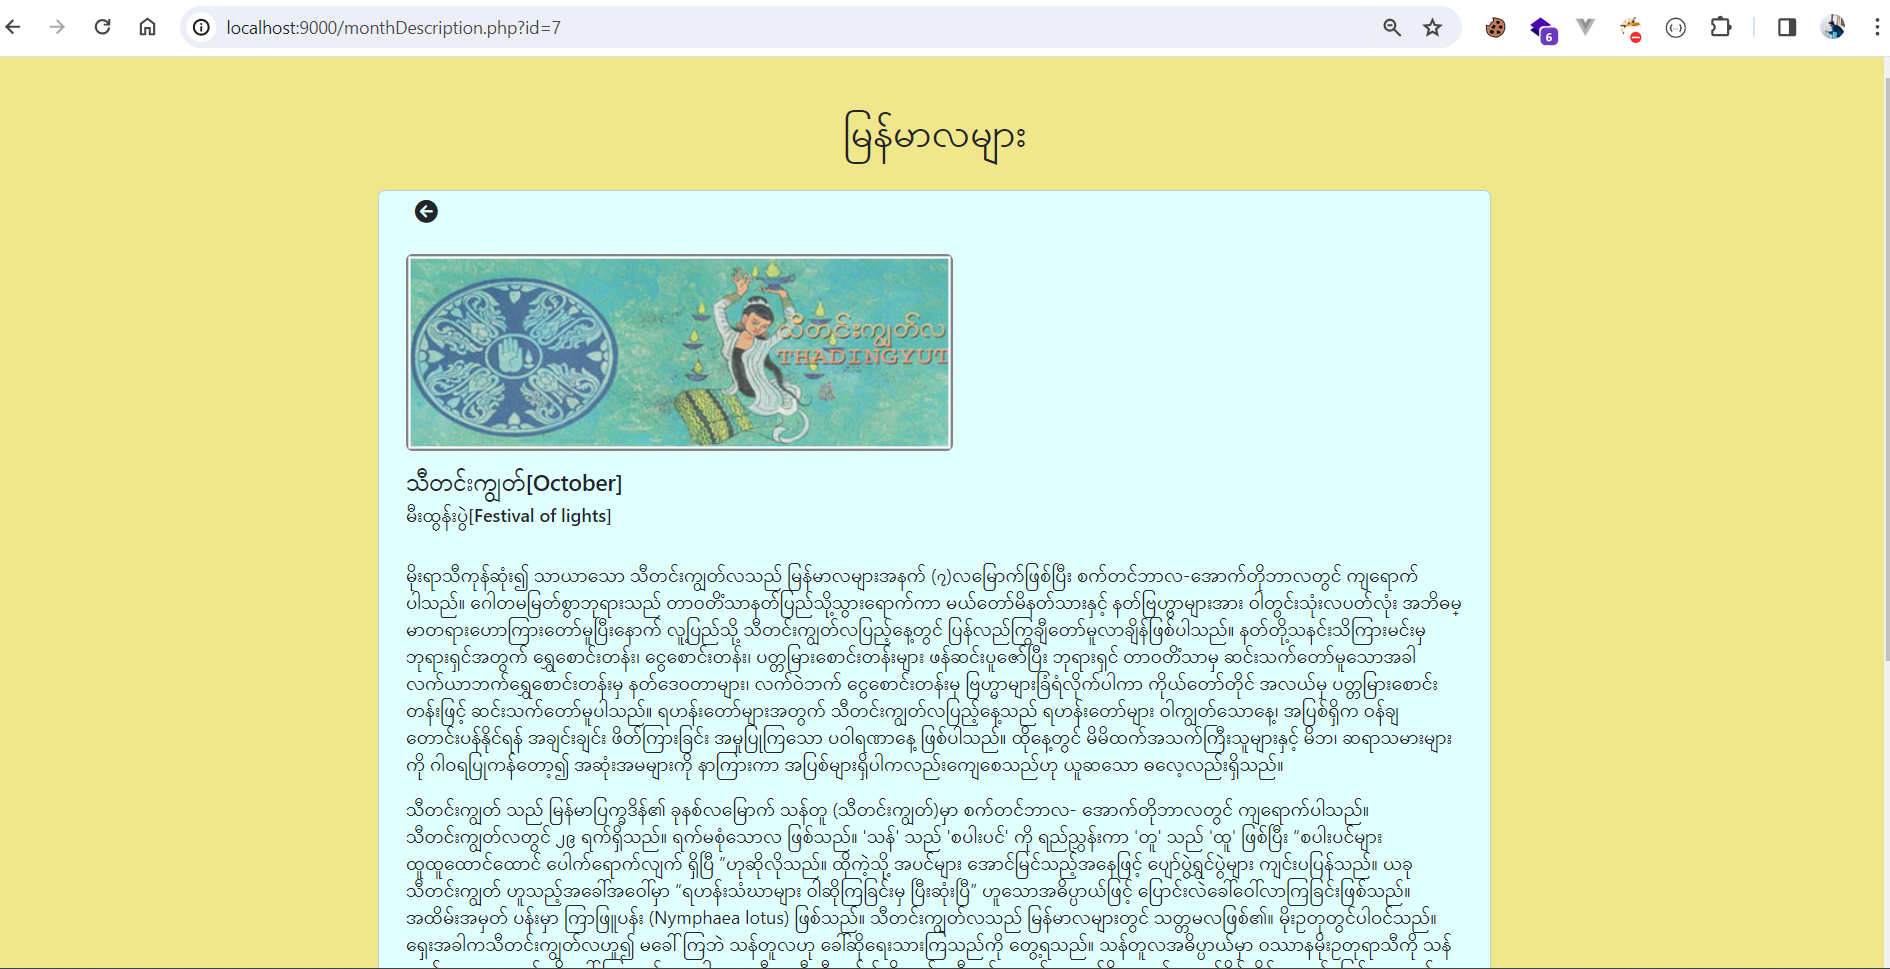 localhost:9000/monthDescription.php?id=7
6
မြန်မာလများ
သီတင်းကျွတ်လ
THADINGYUT
သီတင်းကျွတ်[October]
မီးထွန်းပွဲ[Festival of lights]
မိုးရာသီကုန်ဆုံး၍ သာယာသော သီတင်းကျွတ်လသည် မြန်မာလများအနက် (၇)လမြောက်ဖြစ်ပြီး စက်တင်ဘာလ-အောက်တိုဘာလတွင် ကျရောက်
ပါသည်။ ဂေါတမမြတ်စွာဘုရားသည် တာဝတိံသာနတ်ပြည်သို့သွားရောက်ကာ မယ်တော်မိနတ်သားနှင့် နတ်ဗြဟ္မာများအား ဝါတွင်းသုံးလပတ်လုံး အဘိဓမ္
မာတရားဟောကြားတော်မူပြီးနောက် လူ့ပြည်သို့ သီတင်းကျွတ်လပြည့်နေ့တွင် ပြန်လည်ကြွချီတော်မူလာချိန်ဖြစ်ပါသည်။ နတ်တို့သနင်းသိကြားမင်းမှ
ဘုရားရှင်အတွက် ရွှေစောင်းတန်း၊ ငွေစောင်းတန်း၊ ပတ္တမြားစောင်းတန်းများ ဖန်ဆင်းပူဇော်ပြီး ဘုရားရှင် တာဝတိံသာမှ ဆင်းသက်တော်မူသောအခါ
လက်ယာဘက်ရွှေစောင်းတန်းမှ နတ်ဒေဝတာများ၊ လက်ဝဲဘက် ငွေစောင်းတန်းမှ ဗြဟ္မာများခြံရံလိုက်ပါကာ ကိုယ်တော်တိုင် အလယ်မှ ပတ္တမြားစောင်း
တန်းဖြင့် ဆင်းသက်တော်မူပါသည်။ ရဟန်းတော်များအတွက် သီတင်းကျွတ်လပြည့်နေ့သည် ရဟန်းတော်များ ဝါကျွတ်သောနေ့၊ အပြစ်ရှိက ဝန်ချ
တောင်းပန်နိုင်ရန် အချင်းချင်း ဖိတ်ကြားခြင်း အမှုပြုကြသော ပဝါရဏာနေ့ ဖြစ်ပါသည်။ ထိုနေ့တွင် မိမိထက်အသက်ကြီးသူများနှင့် မိဘ၊ ဆရာသမားများ
ကို ဂါဝရပြုကန်တော့၍ အဆုံးအမများကို နာကြားကာ အပြစ်များရှိပါကလည်းကျေစေသည်ဟု ယူဆသော ဓလေ့လည်းရှိသည်။
သီတင်းကျွတ် သည် မြန်မာပြက္ခဒိန်၏ ခုနစ်လမြောက် သန်တူ (သီတင်းကျွတ်)မှာ စက်တင်ဘာလ- အောက်တိုဘာလတွင် ကျရောက်ပါသည်။
သီတင်းကျွတ်လတွင် ၂၉ ရက်ရှိသည်။ ရက်မစုံသောလ ဖြစ်သည်။ 'သန်' သည် 'စပါးပင်' ကို ရည်ညွှန်းကာ 'တူ' သည် 'ထူ' ဖြစ်ပြီး “စပါးပင်များ
ထူထူထောင်ထောင် ပေါက်ရောက်လျက် ရှိပြီ ”ဟုဆိုလိုသည်။ ထိုကဲ့သို့ အပင်များ အောင်မြင်သည့်အနေဖြင့် ပျော်ပွဲရွှင်ပွဲများ ကျင်းပပြန်သည်။ ယခု
သီတင်းကျွတ် ဟူသည့်အခေါ်အဝေါ်မှာ “ရဟန်းသံဃာများ ဝါဆိုကြခြင်းမှ ပြီးဆုံးပြီ” ဟူသောအဓိပ္ပာယ်ဖြင့် ပြောင်းလဲခေါ်ဝေါ်လာကြခြင်းဖြစ်သည်။
အထိမ်းအမှတ် ပန်းမှာ ကြာဖြူပန်း (Nymphaea lotus) ဖြစ်သည်။ သီတင်းကျွတ်လသည် မြန်မာလများတွင် သတ္တမလဖြစ်၏။ မိုးဥတုတွင်ပါဝင်သည်။
ရှေးအခါကသီတင်းကျွတ်လဟူ၍ မခေါ် ကြဘဲ သန်တူလဟု ခေါ်ဆိုရေးသားကြသည်ကို တွေ့ရသည်။ သန်တူလအဓိပ္ပာယ်မှာ ဝဿာနမိုးဥတုရာသီကို သန်